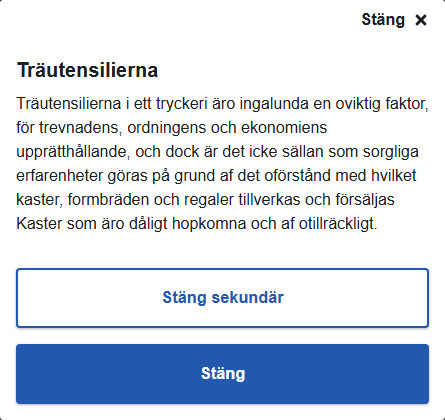 Stäng
Träutensilierna
Träutensilierna i ett tryckeri äro ingalunda en oviktig faktor,
för trevnadens, ordningens och ekonomiens
upprätthållande, och dock är det icke sällan som sorgliga
erfarenheter göras på grund af det oförstånd med hvilket
kaster, formbräden och regaler tillverkas och försäljas
Kaster som äro dåligt hopkomna och af otillräckligt.
Stäng sekundär
Stäng